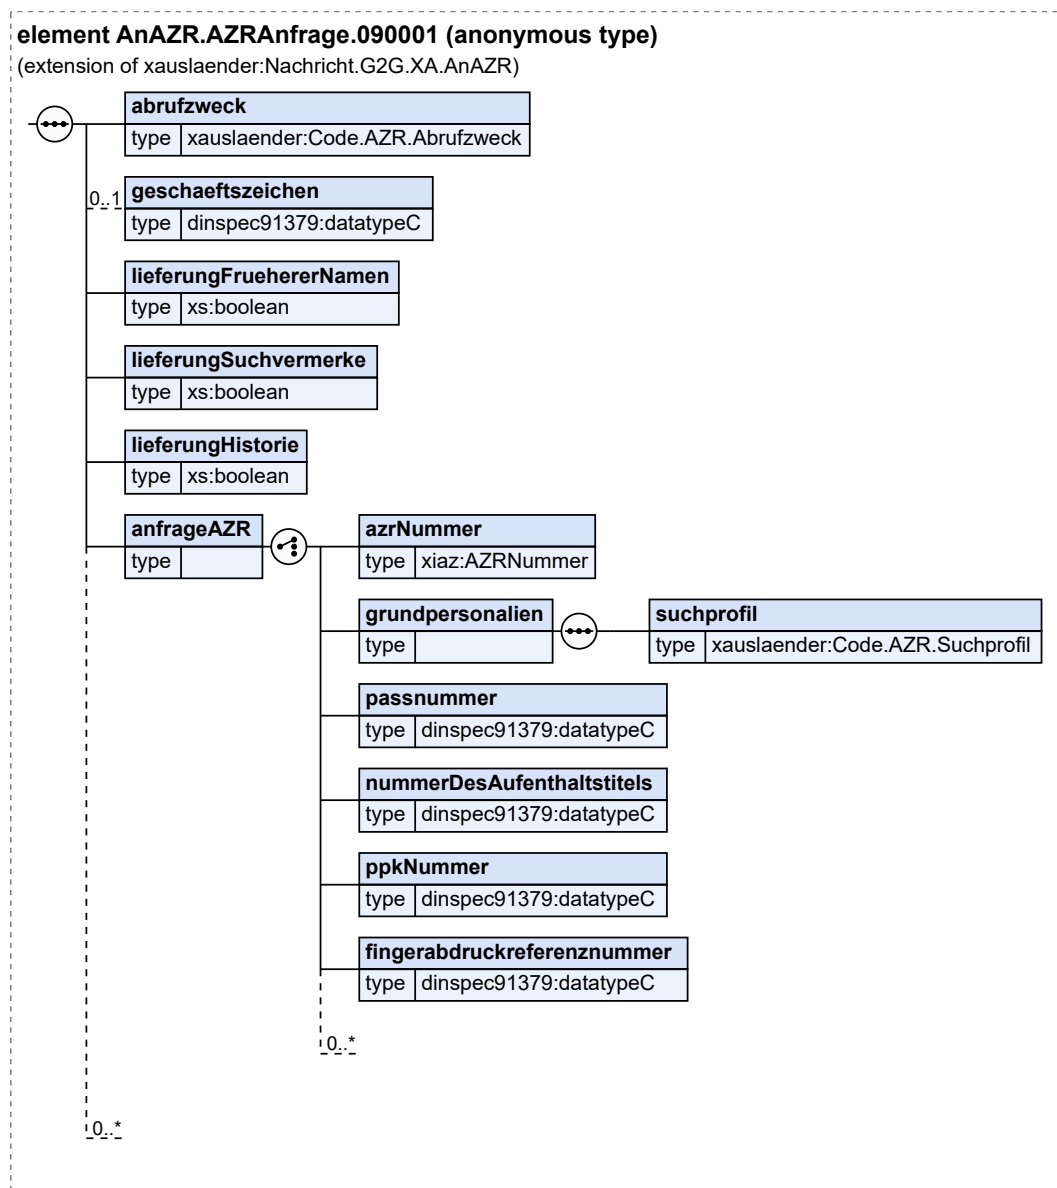 element AnAZR.AZRAnfrage.090001 (anonymous type)
(extension of xauslaender:Nachricht.G2G.XA.AnAZR)
abrufzweck
type xauslaender:Code.AZR.Abrufzweck
0..1
geschaeftszeichen
type dinspec91379:datatypeC
lieferungFruehererNamen
type xs:boolean
lieferungSuchvermerke
type xs:boolean
lieferungHistorie
type xs:boolean
anfrageAZR
type
azrNummer
type xiaz:AZRNummer
grundpersonalien
type
suchprofil
type xauslaender:Code.AZR.Suchprofil
passnummer
type dinspec91379:datatypeC
nummerDesAufenthaltstitels
type dinspec91379:datatypeC
ppkNummer
type dinspec91379:datatypeC
fingerabdruckreferenznummer
type dinspec91379:datatypeC
0..*
0..*